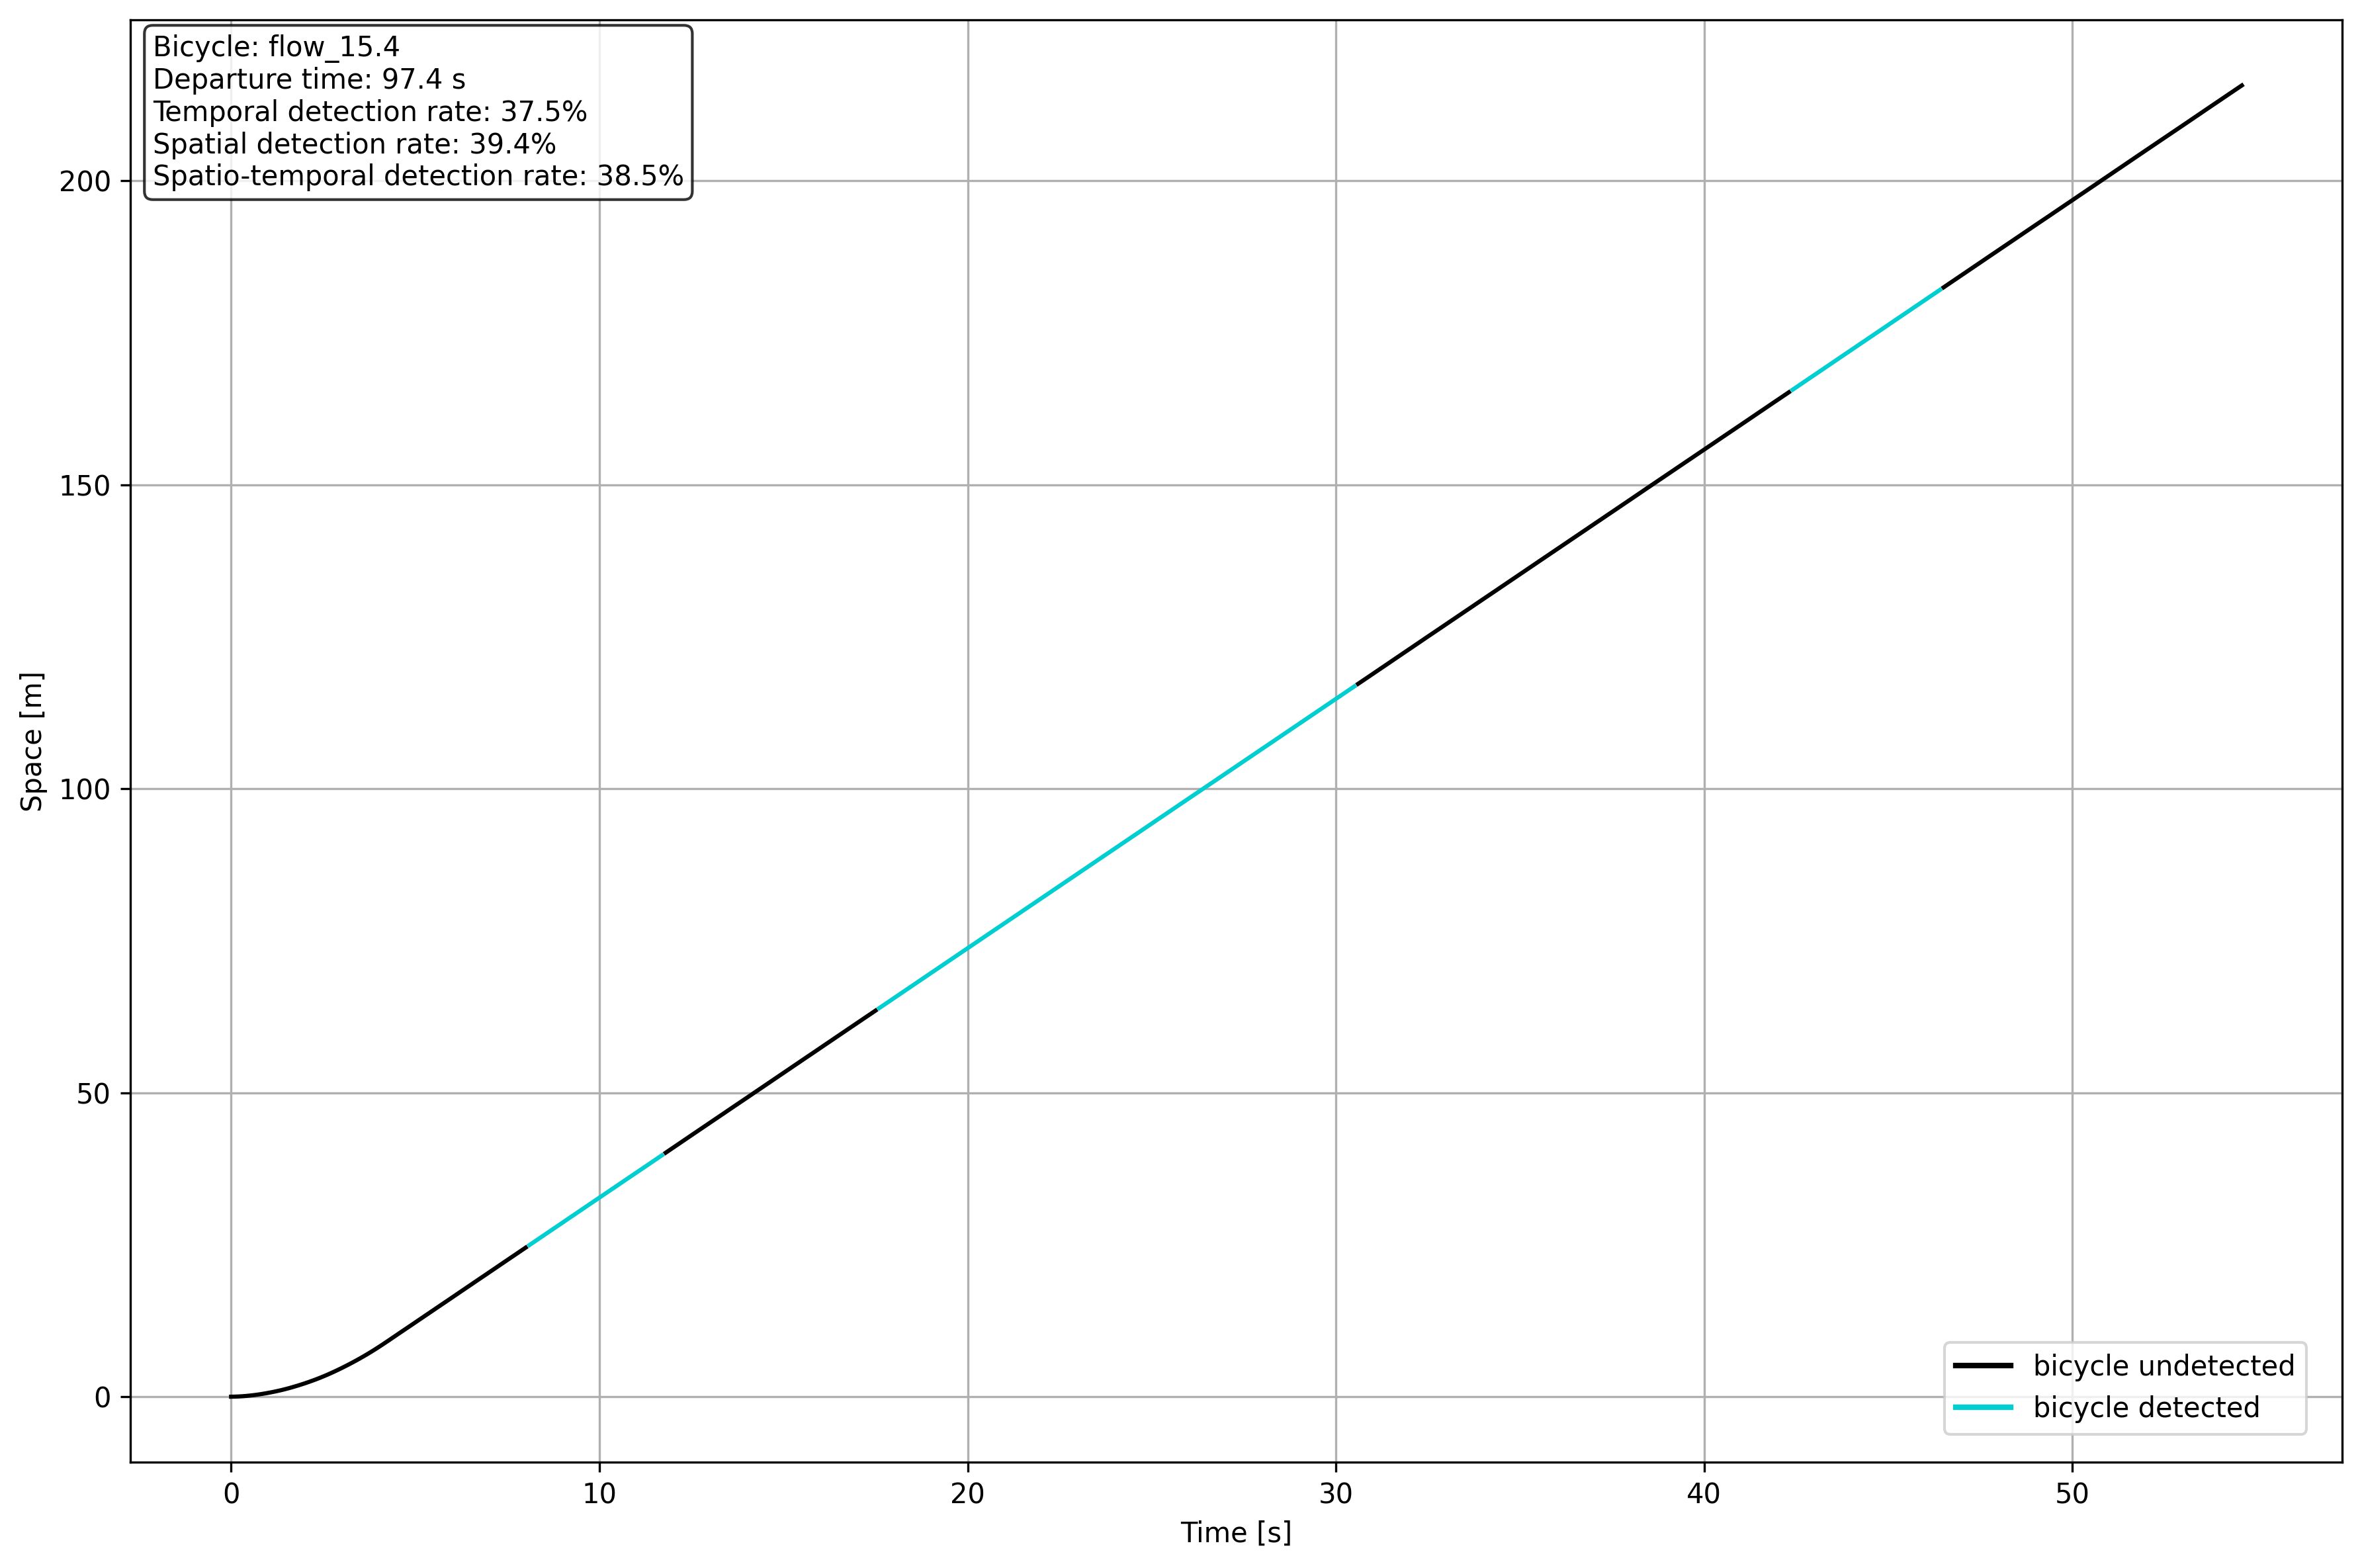 Bicycle: flow_15.4
Departure time: 97.4 s
Temporal detection rate: 37.5%
Spatial detection rate: 39.4%
Spatio-temporal detection rate: 38.5%
200
150
100
50
0
Space [m]
0 10 20 30 40 50
Time [s]
bicycle undetected
bicycle detected